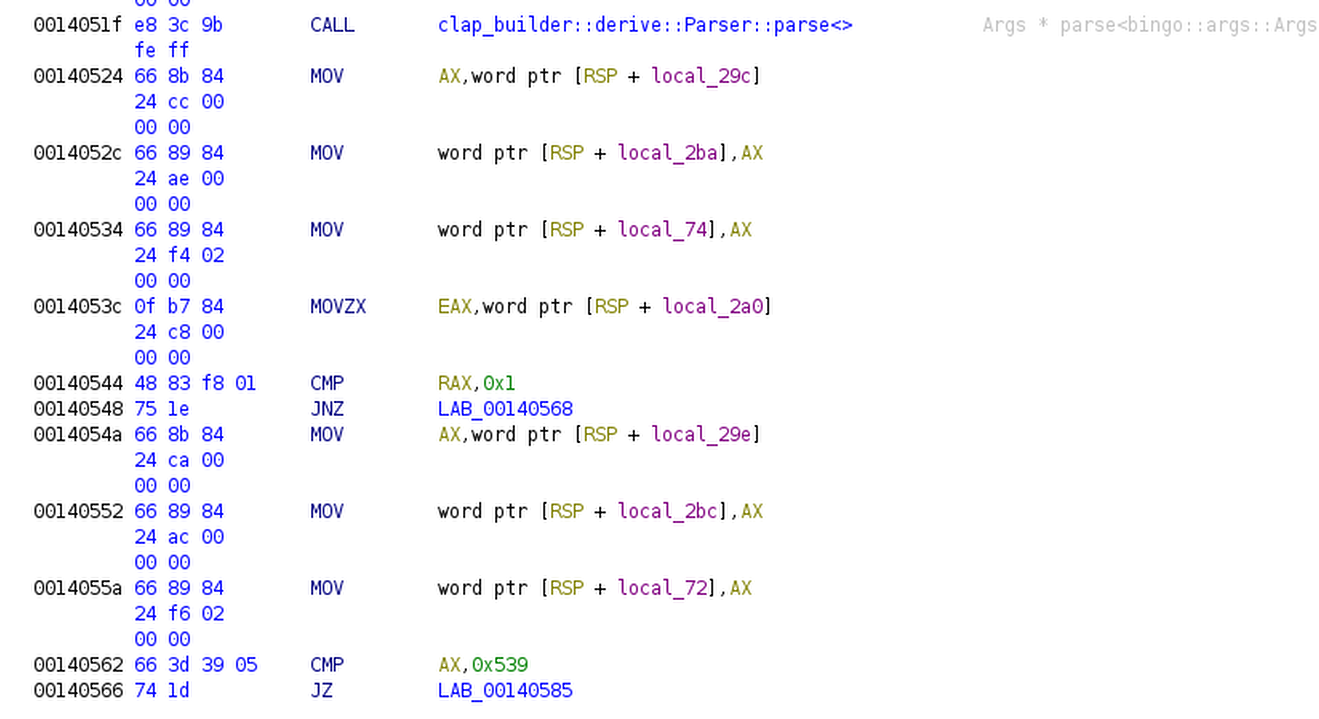 00 00
0014051f e8 3c 9b CALL clap_builder::derive::Parser::parse<> Args * parse<bingo::args::Args
fe ff
00140524 66 8b 84 MOV AX,word ptr [RSP + local_29c]
24 cc 00
00 00
0014052c 66 89 84 MOV word ptr [RSP + local_2ba],AX
24 ae 00
00 00
00140534 66 89 84 MOV word ptr [RSP + local_74],AX
24 f4 02
00 00
0014053c 0f b7 84 MOVZX EAX,word ptr [RSP + local_2a0]
24 c8 00
00 00
00140544 48 83 f8 01 CMP RAX,0x1
00140548 75 1e JNZ LAB_00140568
0014054a 66 8b 84 MOV AX,word ptr [RSP + local_29e]
24 ca 00
00 00
00140552 66 89 84 MOV word ptr [RSP + local_2bc],AX
24 ac 00
00 00
0014055a 66 89 84 MOV word ptr [RSP + local_72],AX
24 f6 02
00 00
00140562 66 3d 39 05 CMP AX,0x539
00140566 74 1d JZ LAB_00140585